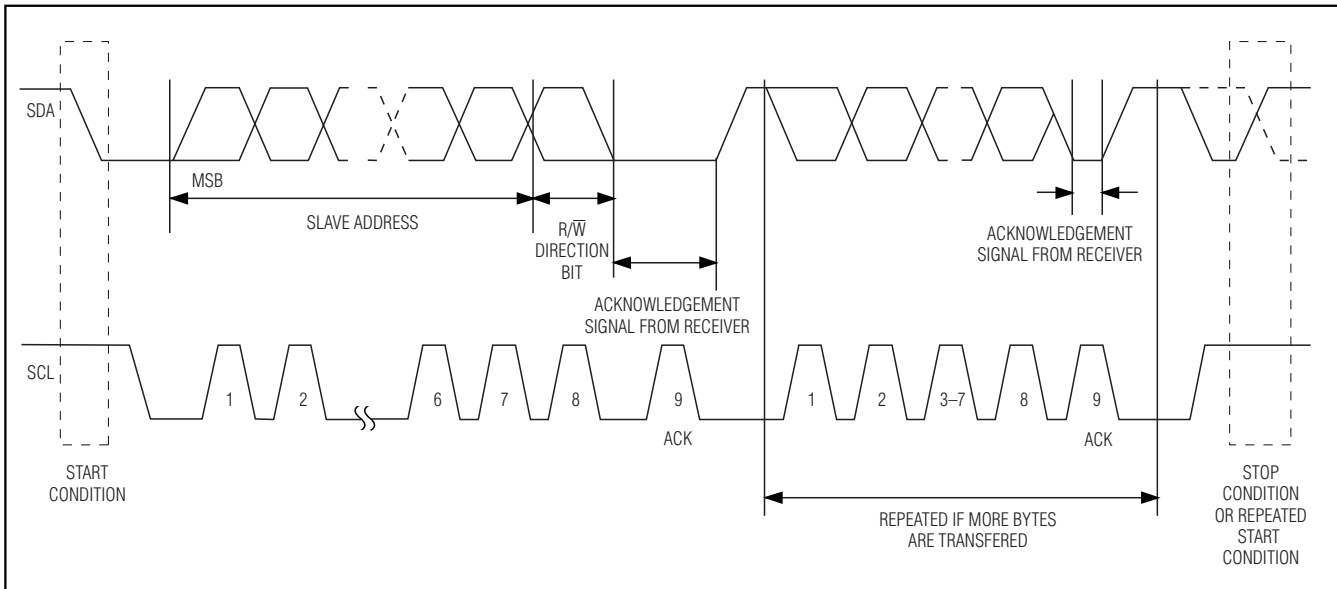 SDA
MSB
SLAVE ADDRESS
R/W̅
DIRECTION
BIT
ACKNOWLEDGEMENT
SIGNAL FROM RECEIVER
ACKNOWLEDGEMENT
SIGNAL FROM RECEIVER
SCL
1 2 6 7 8 9 1 2 3–7 8 9
ACK ACK
START
CONDITION
REPEATED IF MORE BYTES
ARE TRANSFERED
STOP
CONDITION
OR REPEATED
START
CONDITION